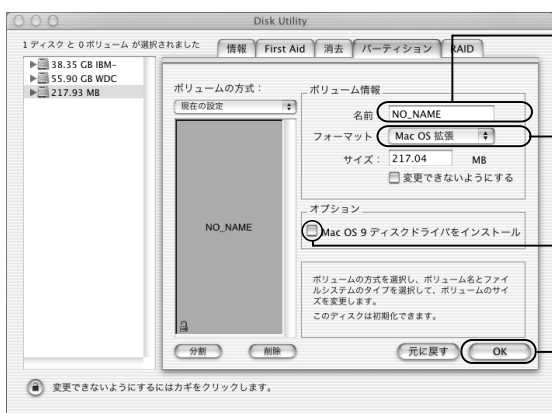 Disk Utility
1 ディスク と 0 ボリューム が選択されました
情報 First Aid 消去 パーティション RAID
38.35 GB IBM-
55.90 GB WDC
217.93 MB
ボリュームの方式：
現在の設定
NO_NAME
分割 削除
ボリューム情報
名前 NO_NAME
フォーマット Mac OS 拡張
サイズ： 217.04 MB
変更できないようにする
オプション
Mac OS 9 ディスクドライバをインストール
ボリュームの方式を選択し、ボリューム名とファイ
ルシステムのタイプを選択して、ボリュームのサイ
ズを変更します。
このディスクは初期化できます。
元に戻す OK
変更できないようにするにはカギをクリックします。